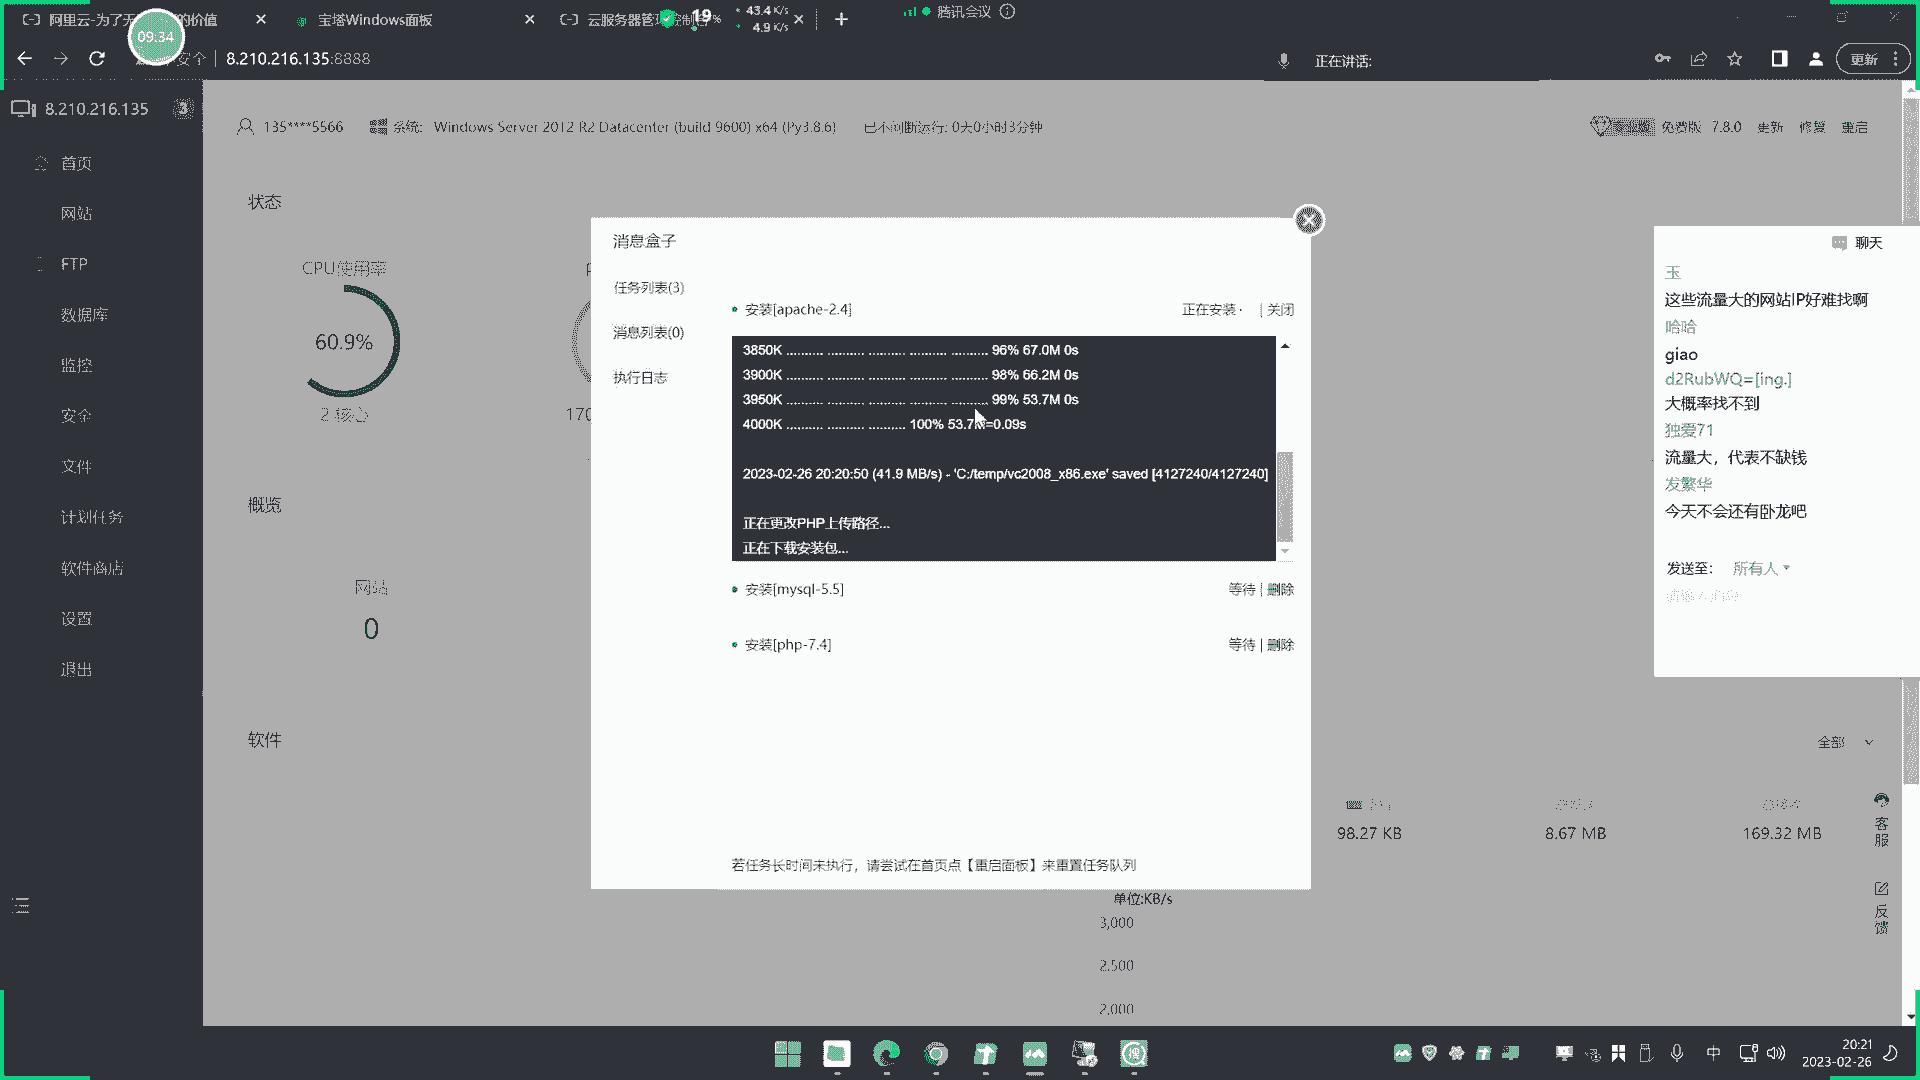 阿里云-为了无 的价值
宝塔Windows面板
云服务器管理控制台
19%
43.4 K/s
4.9 K/s
腾讯会议
09:34
安全
8.210.216.135:8888
正在讲话:
更新
8.210.216.135
3
135****5566
系统:
Windows Server 2012 R2 Datacenter (build 9600) x64 (Py3.8.6)
已不间断运行: 0天0小时3分钟
专业版
免费版
7.8.0
更新
修复
重启
首页
网站
FTP
数据库
监控
安全
文件
计划任务
软件商店
设置
退出
状态
CPU使用率
60.9%
2 核心
170
概览
网站
0
软件
全部
消息盒子
任务列表(3)
消息列表(0)
执行日志
安装[apache-2.4]
正在安装· | 关闭
3850K .......... .......... .......... .......... .......... 96% 67.0M 0s
3900K .......... .......... .......... .......... .......... 98% 66.2M 0s
3950K .......... .......... .......... .......... .......... 99% 53.7M 0s
4000K .......... .......... .......... 100% 53.7M=0.09s
2023-02-26 20:20:50 (41.9 MB/s) - 'C:/temp/vc2008_x86.exe' saved [4127240/4127240]
正在更改PHP上传路径...
正在下载安装包...
安装[mysql-5.5]
等待 | 删除
安装[php-7.4]
等待 | 删除
若任务长时间未执行，请尝试在首页点【重启面板】来重置任务队列
98.27 KB
8.67 MB
169.32 MB
客服
反馈
单位:KB/s
3,000
2,500
2,000
聊天
玉
这些流量大的网站IP好难找啊
哈哈
giao
d2RubWQ=[ing.]
大概率找不到
独爱71
流量大，代表不缺钱
发繁华
今天不会还有卧龙吧
发送至:
所有人
中
20:21
2023-02-26